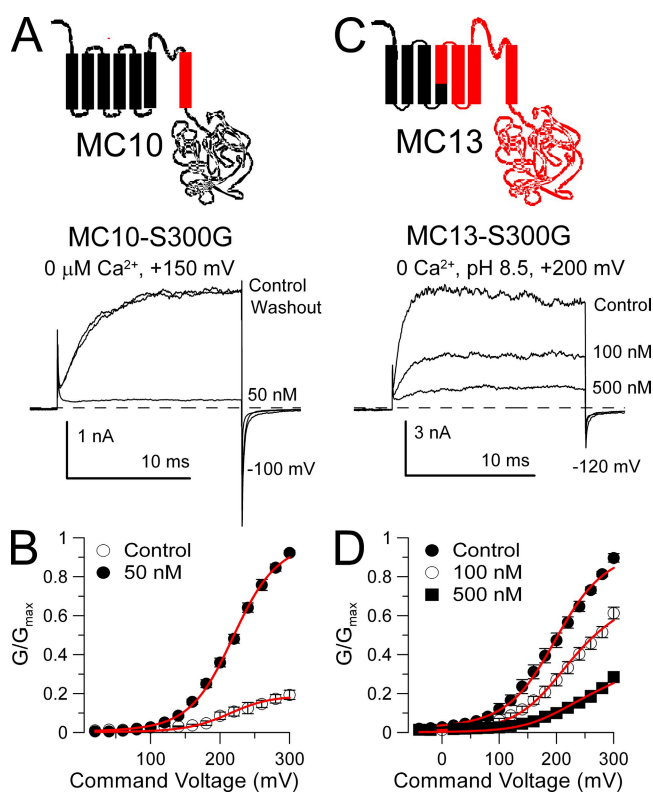 A
MC10
MC10-S300G
0 μM Ca²⁺, +150 mV
Control
Washout
50 nM
1 nA
10 ms
-100 mV
C
MC13
MC13-S300G
0 Ca²⁺, pH 8.5, +200 mV
Control
100 nM
500 nM
3 nA
10 ms
-120 mV
B
Control
50 nM
G/Gmax
1
0.8
0.6
0.4
0.2
0
100 200 300
Command Voltage (mV)
D
Control
100 nM
500 nM
G/Gmax
1
0.8
0.6
0.4
0.2
0
0 100 200 300
Command Voltage (mV)